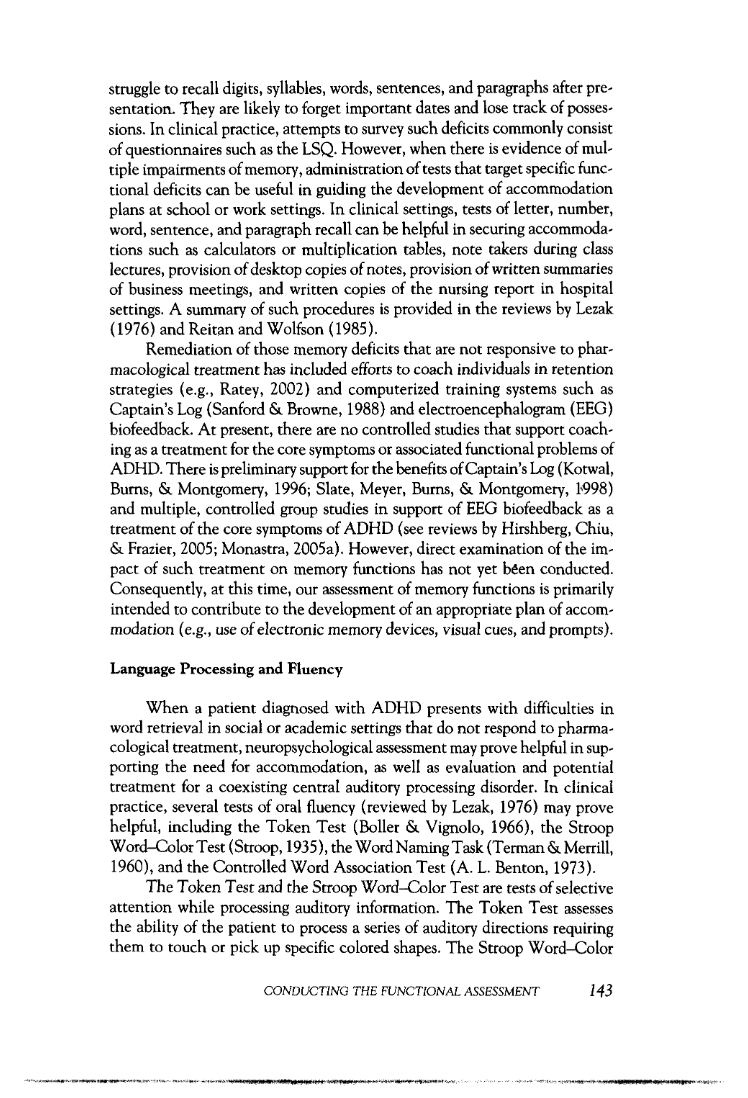 struggle to recall digits, syllables, words, sentences, and paragraphs after pre-
sentation. They are likely to forget important dates and lose track of posses-
sions. In clinical practice, attempts to survey such deficits commonly consist
of questionnaires such as the LSQ. However, when there is evidence of mul-
tiple impairments of memory, administration of tests that target specific func-
tional deficits can be useful in guiding the development of accommodation
plans at school or work settings. In clinical settings, tests of letter, number,
word, sentence, and paragraph recall can be helpful in securing accommoda-
tions such as calculators or multiplication tables, note takers during class
lectures, provision of desktop copies of notes, provision of written summaries
of business meetings, and written copies of the nursing report in hospital
settings. A summary of such procedures is provided in the reviews by Lezak
(1976) and Reitan and Wolfson (1985).
Remediation of those memory deficits that are not responsive to phar-
macological treatment has included efforts to coach individuals in retention
strategies (e.g., Ratey, 2002) and computerized training systems such as
Captain's Log (Sanford & Browne, 1988) and electroencephalogram (EEG)
biofeedback. At present, there are no controlled studies that support coach-
ing as a treatment for the core symptoms or associated functional problems of
ADHD. There is preliminary support for the benefits of Captain's Log (Kotwal,
Burns, & Montgomery, 1996; Slate, Meyer, Burns, & Montgomery, 1998)
and multiple, controlled group studies in support of EEG biofeedback as a
treatment of the core symptoms of ADHD (see reviews by Hirshberg, Chiu,
& Frazier, 2005; Monastra, 2005a). However, direct examination of the im-
pact of such treatment on memory functions has not yet been conducted.
Consequently, at this time, our assessment of memory functions is primarily
intended to contribute to the development of an appropriate plan of accom-
modation (e.g., use of electronic memory devices, visual cues, and prompts).
Language Processing and Fluency
When a patient diagnosed with ADHD presents with difficulties in
word retrieval in social or academic settings that do not respond to pharma-
cological treatment, neuropsychological assessment may prove helpful in sup-
porting the need for accommodation, as well as evaluation and potential
treatment for a coexisting central auditory processing disorder. In clinical
practice, several tests of oral fluency (reviewed by Lezak, 1976) may prove
helpful, including the Token Test (Boller & Vignolo, 1966), the Stroop
Word–Color Test (Stroop, 1935), the Word Naming Task (Terman & Merrill,
1960), and the Controlled Word Association Test (A. L. Benton, 1973).
The Token Test and the Stroop Word–Color Test are tests of selective
attention while processing auditory information. The Token Test assesses
the ability of the patient to process a series of auditory directions requiring
them to touch or pick up specific colored shapes. The Stroop Word–Color
CONDUCTING THE FUNCTIONAL ASSESSMENT 143